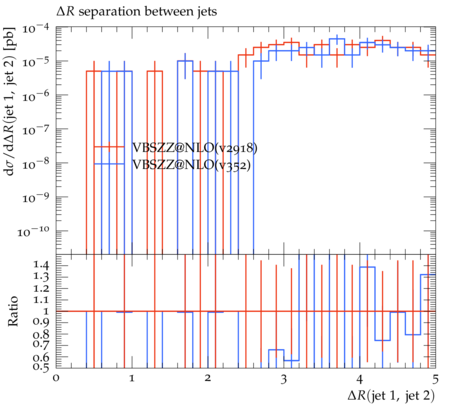 ΔR separation between jets
dσ/dΔR(jet 1, jet 2) [pb]
10⁻⁴
10⁻⁵
10⁻⁶
10⁻⁷
10⁻⁸
10⁻⁹
10⁻¹⁰
VBSZZ@NLO(v2918)
VBSZZ@NLO(v352)
Ratio
1.4
1.3
1.2
1.1
1
0.9
0.8
0.7
0.6
0.5
0 1 2 3 4 5
ΔR(jet 1, jet 2)